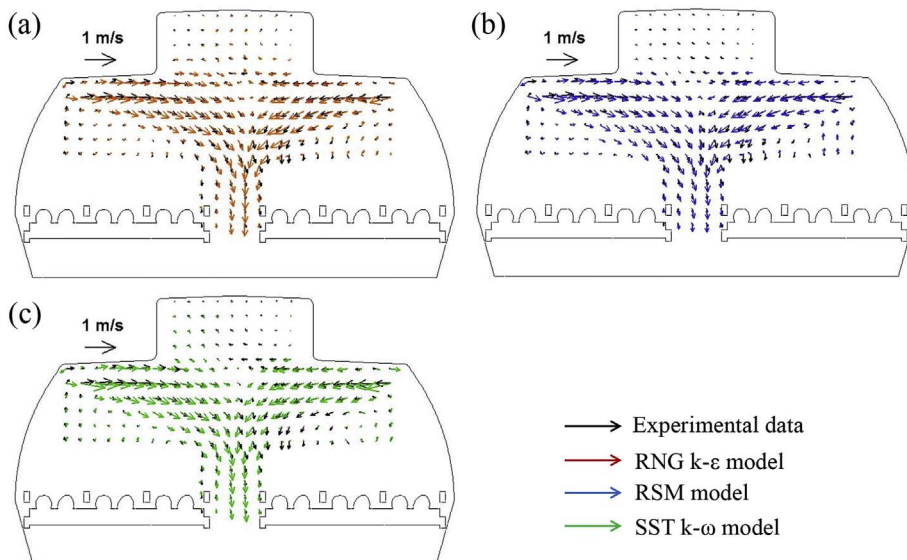 (a)
1 m/s
(b)
1 m/s
(c)
1 m/s
Experimental data
RNG k-ε model
RSM model
SST k-ω model